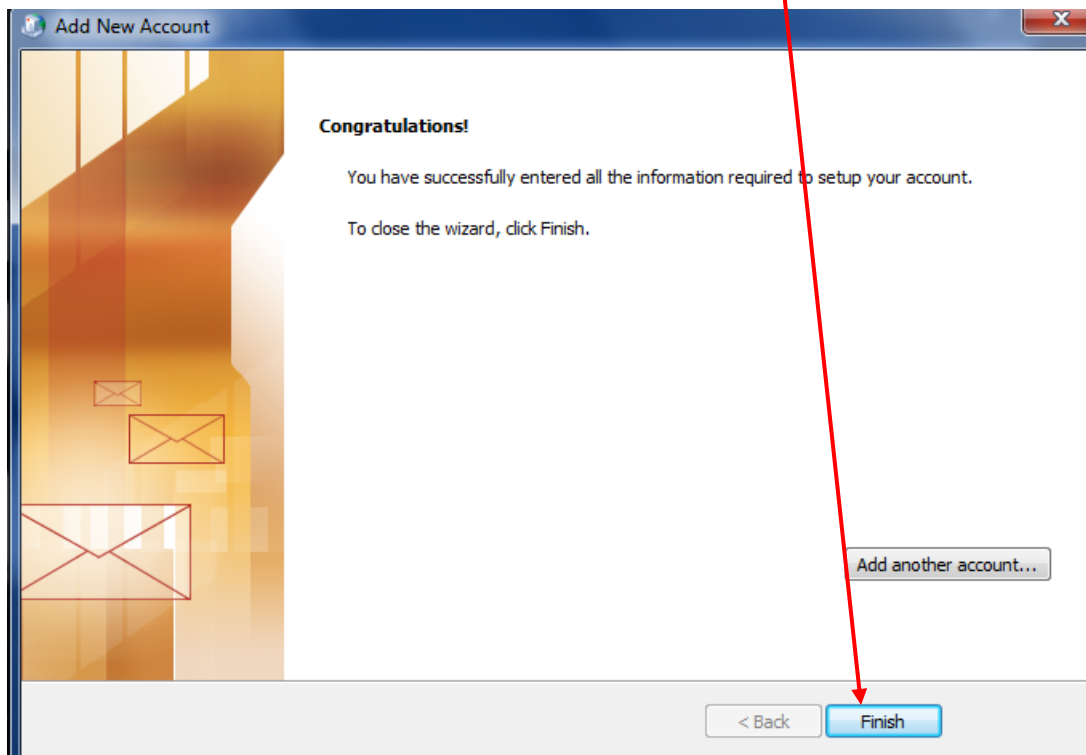 Add New Account
X
Congratulations!
You have successfully entered all the information required to setup your account.
To close the wizard, click Finish.
Add another account...
< Back
Finish